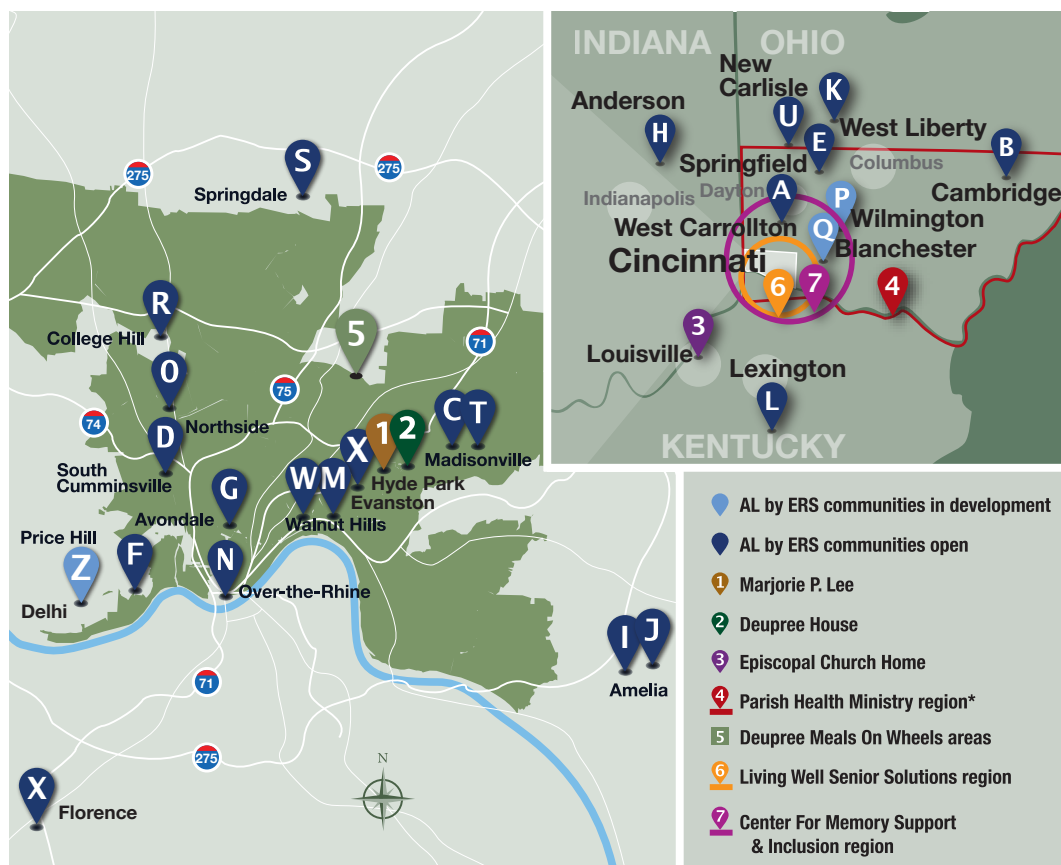 275
S
275
Springdale
R
College Hill
5
71
O
75
74
Northside
C
T
D
1
2
X
Madisonville
South
Cumminsville
Hyde Park
G
W
M
Evanston
Avondale
Walnut Hills
Price Hill
Z
F
N
Over-the-Rhine
Delhi
I
J
Amelia
71
275
N
X
Florence
INDIANA
OHIO
New
Carlisle
K
Anderson
H
U
West Liberty
E
B
Springfield
Columbus
A
Cambridge
Indianapolis
Dayton
P
West Carrollton
Wilmington
Q
Blanchester
Cincinnati
6
7
4
3
Louisville
Lexington
L
KENTUCKY
AL by ERS communities in development
AL by ERS communities open
1 Marjorie P. Lee
2 Deupree House
3 Episcopal Church Home
4 Parish Health Ministry region*
5 Deupree Meals On Wheels areas
6 Living Well Senior Solutions region
7 Center For Memory Support
& Inclusion region